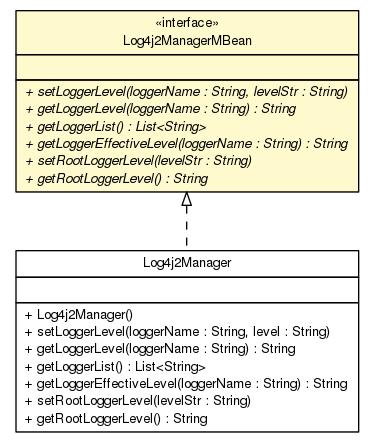 «interface»
Log4j2ManagerMBean
+ setLoggerLevel(loggerName : String, levelStr : String)
+ getLoggerLevel(loggerName : String) : String
+ getLoggerList() : List<String>
+ getLoggerEffectiveLevel(loggerName : String) : String
+ setRootLoggerLevel(levelStr : String)
+ getRootLoggerLevel() : String
Log4j2Manager
+ Log4j2Manager()
+ setLoggerLevel(loggerName : String, level : String)
+ getLoggerLevel(loggerName : String) : String
+ getLoggerList() : List<String>
+ getLoggerEffectiveLevel(loggerName : String) : String
+ setRootLoggerLevel(levelStr : String)
+ getRootLoggerLevel() : String